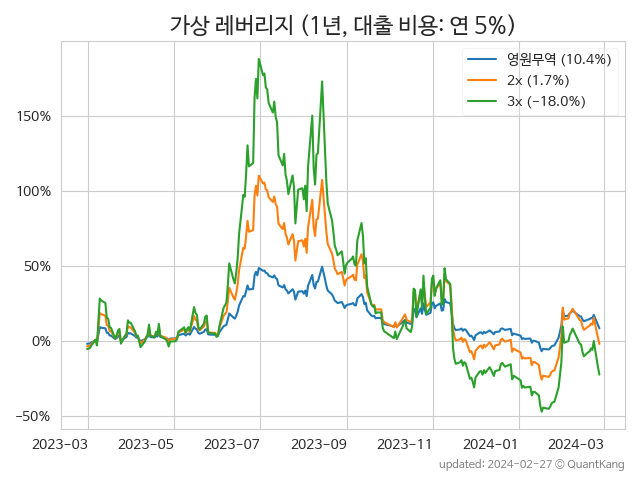 가상 레버리지 (1년, 대출 비용: 연 5%)
영원무역 (10.4%)
2x (1.7%)
3x (−18.0%)
150%
100%
50%
0%
−50%
2023−03 2023−05 2023−07 2023−09 2023−11 2024−01 2024−03
updated: 2024−02−27 © QuantKang